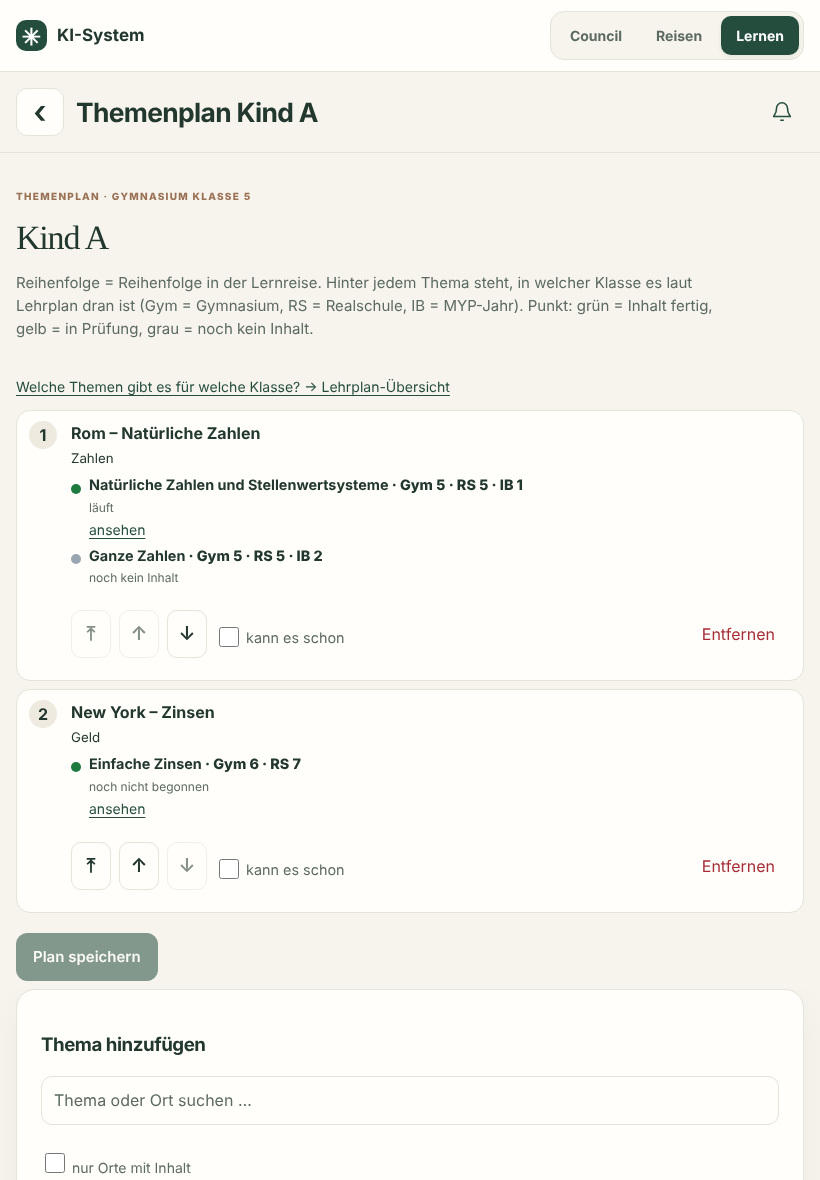 KI-System
Council
Reisen
Lernen
Themenplan Kind A
THEMENPLAN · GYMNASIUM KLASSE 5
Kind A
Reihenfolge = Reihenfolge in der Lernreise. Hinter jedem Thema steht, in welcher Klasse es laut
Lehrplan dran ist (Gym = Gymnasium, RS = Realschule, IB = MYP-Jahr). Punkt: grün = Inhalt fertig,
gelb = in Prüfung, grau = noch kein Inhalt.
Welche Themen gibt es für welche Klasse? → Lehrplan-Übersicht
1
Rom – Natürliche Zahlen
Zahlen
Natürliche Zahlen und Stellenwertsysteme · Gym 5 · RS 5 · IB 1
läuft
ansehen
Ganze Zahlen · Gym 5 · RS 5 · IB 2
noch kein Inhalt
kann es schon
Entfernen
2
New York – Zinsen
Geld
Einfache Zinsen · Gym 6 · RS 7
noch nicht begonnen
ansehen
kann es schon
Entfernen
Plan speichern
Thema hinzufügen
Thema oder Ort suchen ...
nur Orte mit Inhalt